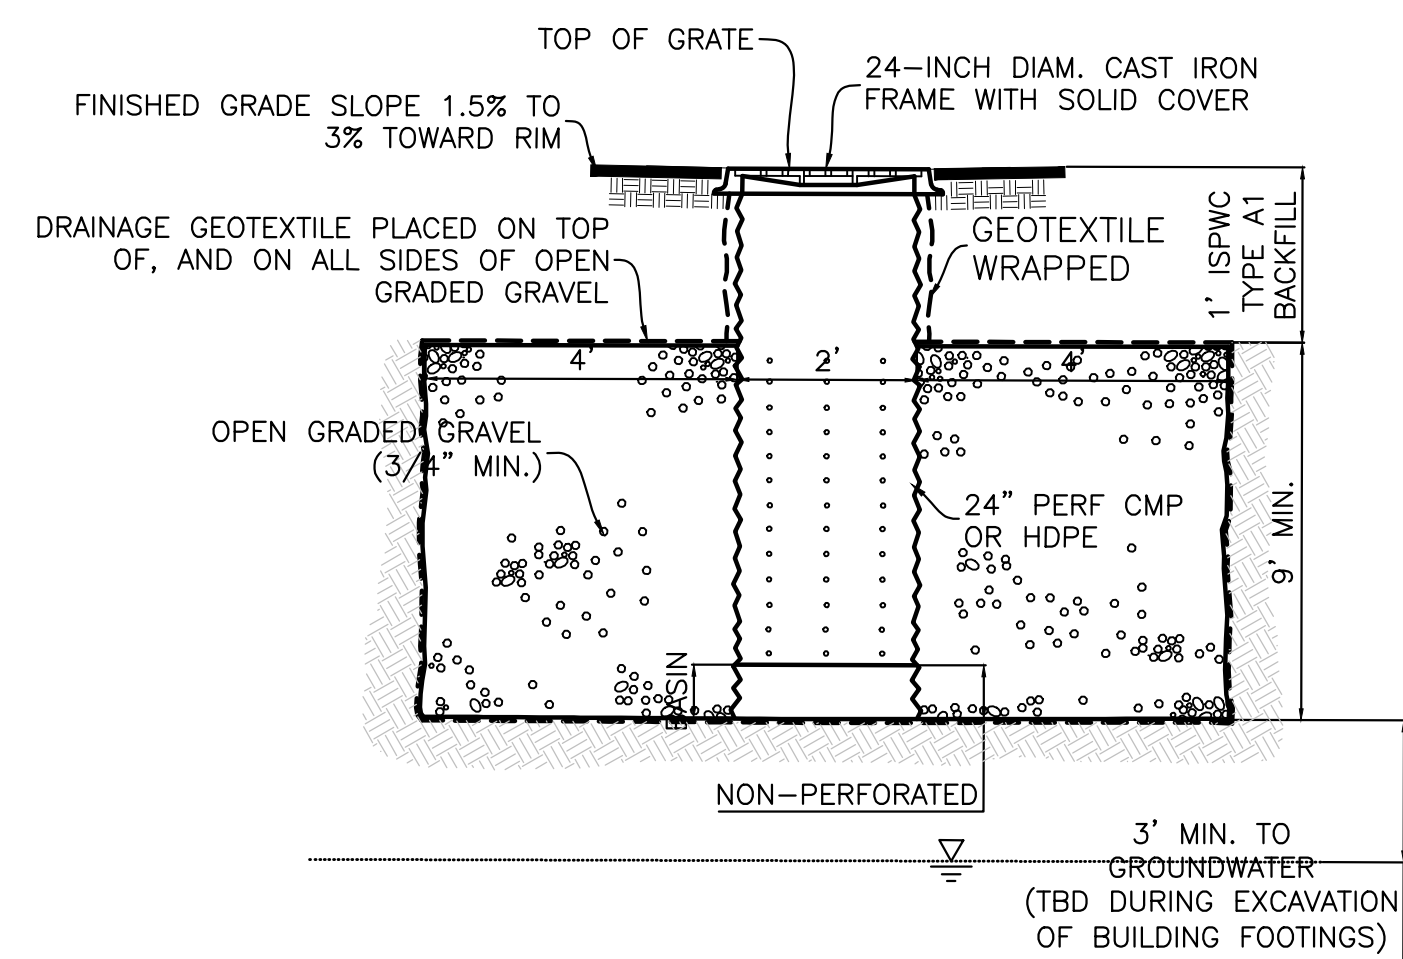 TOP OF GRATE
24-INCH DIAM. CAST IRON
FRAME WITH SOLID COVER
FINISHED GRADE SLOPE 1.5% TO
3% TOWARD RIM
DRAINAGE GEOTEXTILE PLACED ON TOP
OF, AND ON ALL SIDES OF OPEN
GRADED GRAVEL
GEOTEXTILE
WRAPPED
1' ISPWC
TYPE A1
BACKFILL
4'
2'
4'
OPEN GRADED GRAVEL
(3/4" MIN.)
24" PERF CMP
OR HDPE
9' MIN.
BASIN
NON-PERFORATED
3' MIN. TO
GROUNDWATER
(TBD DURING EXCAVATION
OF BUILDING FOOTINGS)